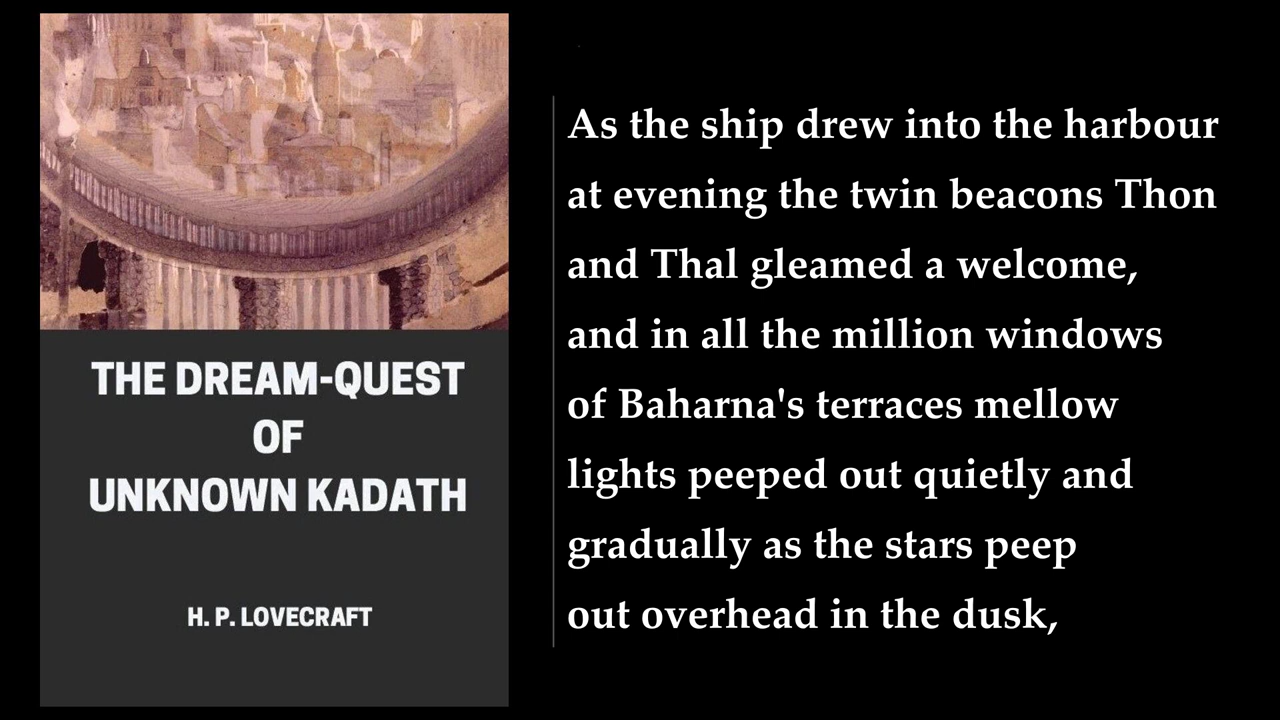 THE DREAM-QUEST
OF
UNKNOWN KADATH
H. P. LOVECRAFT
As the ship drew into the harbour
at evening the twin beacons Thon
and Thal gleamed a welcome,
and in all the million windows
of Baharna's terraces mellow
lights peeped out quietly and
gradually as the stars peep
out overhead in the dusk,